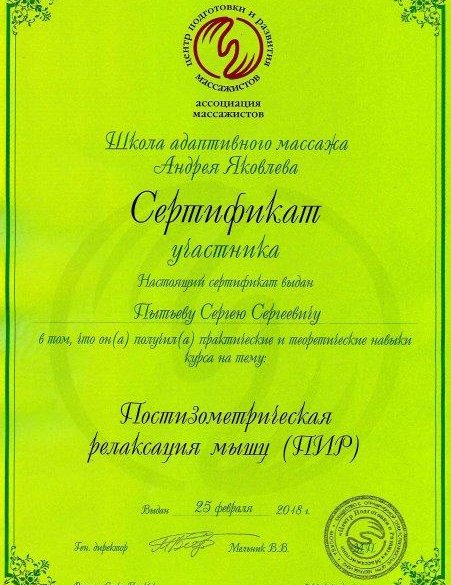 центр подготовки и развития
массажистов
ассоциация
массажистов
Школа адаптивного массажа
Андрея Яковлева
Сертификат
участника
Настоящий сертификат выдан
Пытьеву Сергею Сергеевичу
в том, что он(а) получил(а) практические и теоретические навыки
курса на тему:
Постизометрическая
релаксация мышц (ПИР)
Выдан 25 февраля 2018 г.
Ген. директор Мельник В.В. М.П.